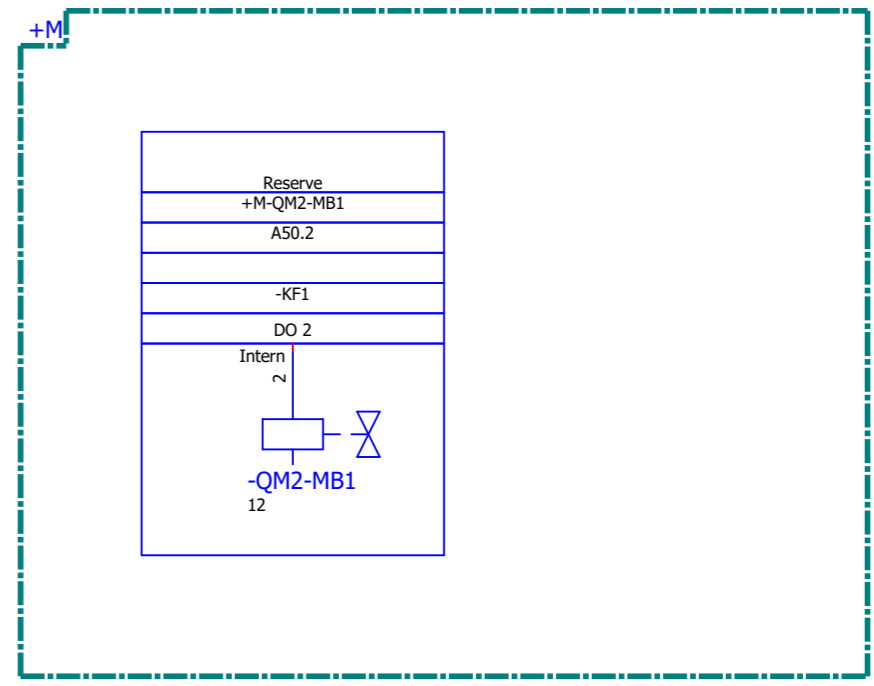 +M
Reserve
+M-QM2-MB1
A50.2
-KF1
DO 2
Intern
2
-QM2-MB1
12